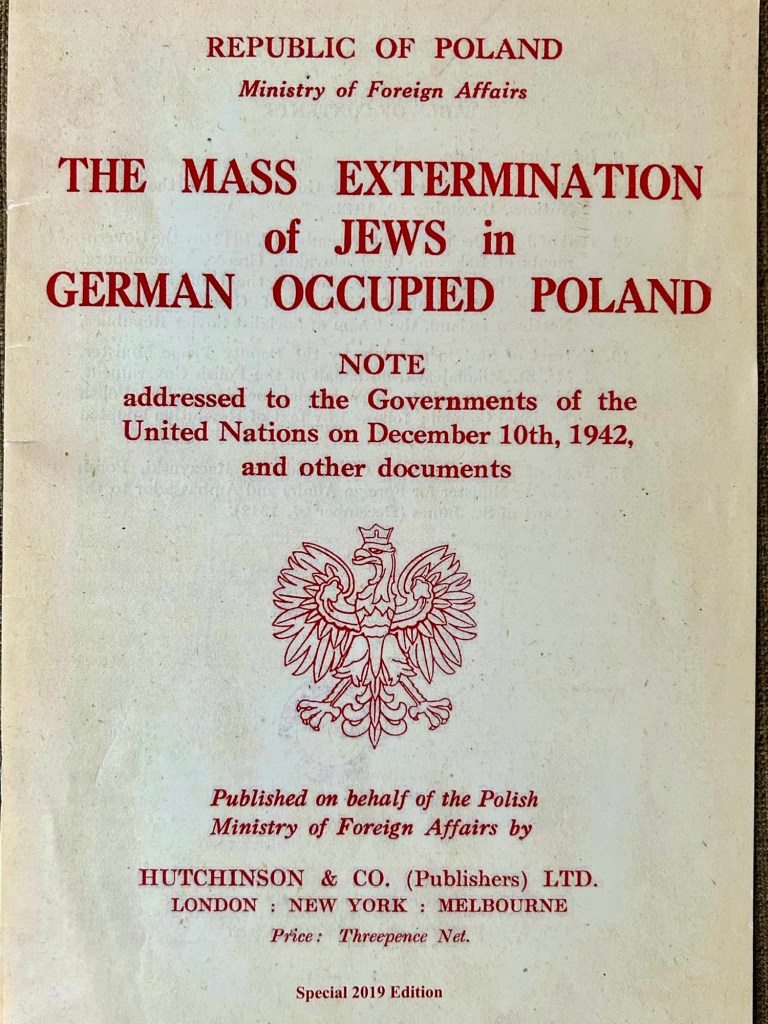 REPUBLIC OF POLAND
Ministry of Foreign Affairs
THE MASS EXTERMINATION
of JEWS in
GERMAN OCCUPIED POLAND
NOTE
addressed to the Governments of the
United Nations on December 10th, 1942,
and other documents
Published on behalf of the Polish
Ministry of Foreign Affairs by
HUTCHINSON & CO. (Publishers) LTD.
LONDON : NEW YORK : MELBOURNE
Price: Threepence Net.
Special 2019 Edition